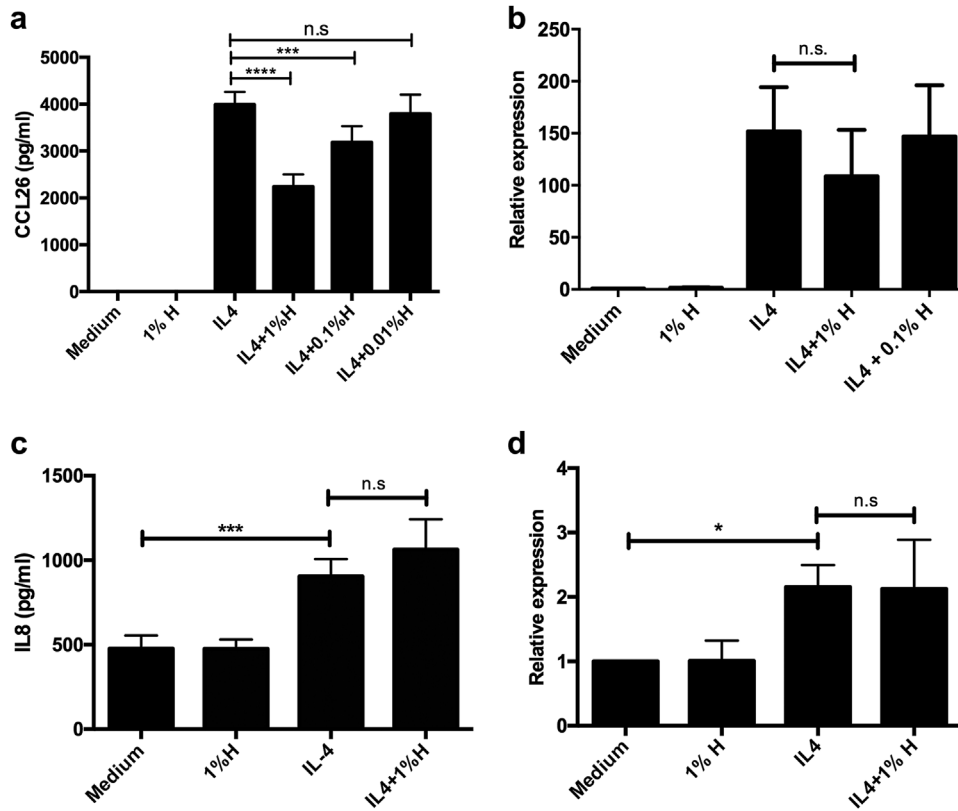 a
n.s
***
****
CCL26 (pg/ml)
5000
4000
3000
2000
1000
0
Medium
1% H
IL4
IL4+1%H
IL4+0.1%H
IL4+0.01%H
b
n.s.
Relative expression
250
200
150
100
50
0
Medium
1% H
IL4
IL4+1% H
IL4 + 0.1% H
c
n.s
***
IL8 (pg/ml)
1500
1000
500
0
Medium
1%H
IL-4
IL4+1%H
d
n.s
*
Relative expression
4
3
2
1
0
Medium
1% H
IL4
IL4+1% H